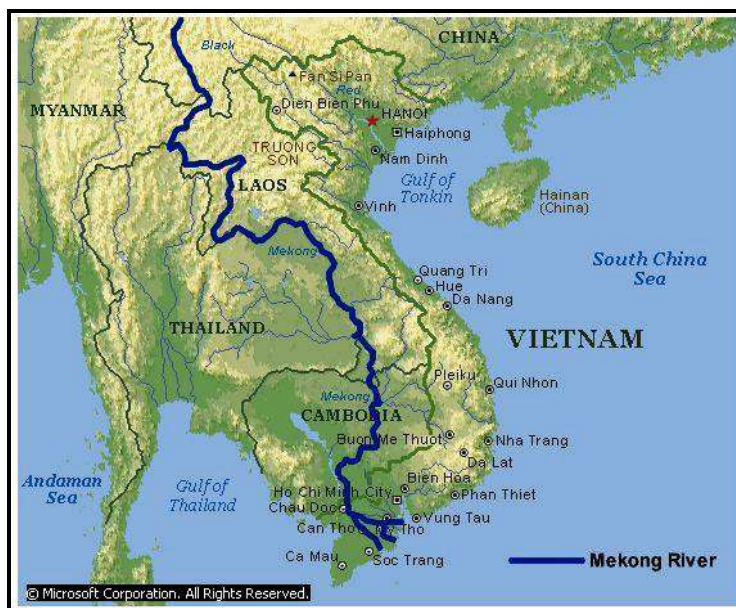 CHINA
Black
Fan Si Pan
MYANMAR
Red
Dien Bien Phu
HANOI
Haiphong
TRUONG
SON
Nam Dinh
LAOS
Gulf of
Tonkin
Hainan
(China)
Vinh
Mekong
South China
Sea
Quang Tri
Hue
Da Nang
THAILAND
VIETNAM
Pleiku
Qui Nhon
Mekong
CAMBODIA
Buon Me Thuot
Nha Trang
Da Lat
Andaman
Sea
Gulf of
Thailand
Bien Hoa
Ho Chi Minh City
Phan Thiet
Chau Doc
Vung Tau
Can Tho
My Tho
Ca Mau
Soc Trang
Mekong River
© Microsoft Corporation. All Rights Reserved.